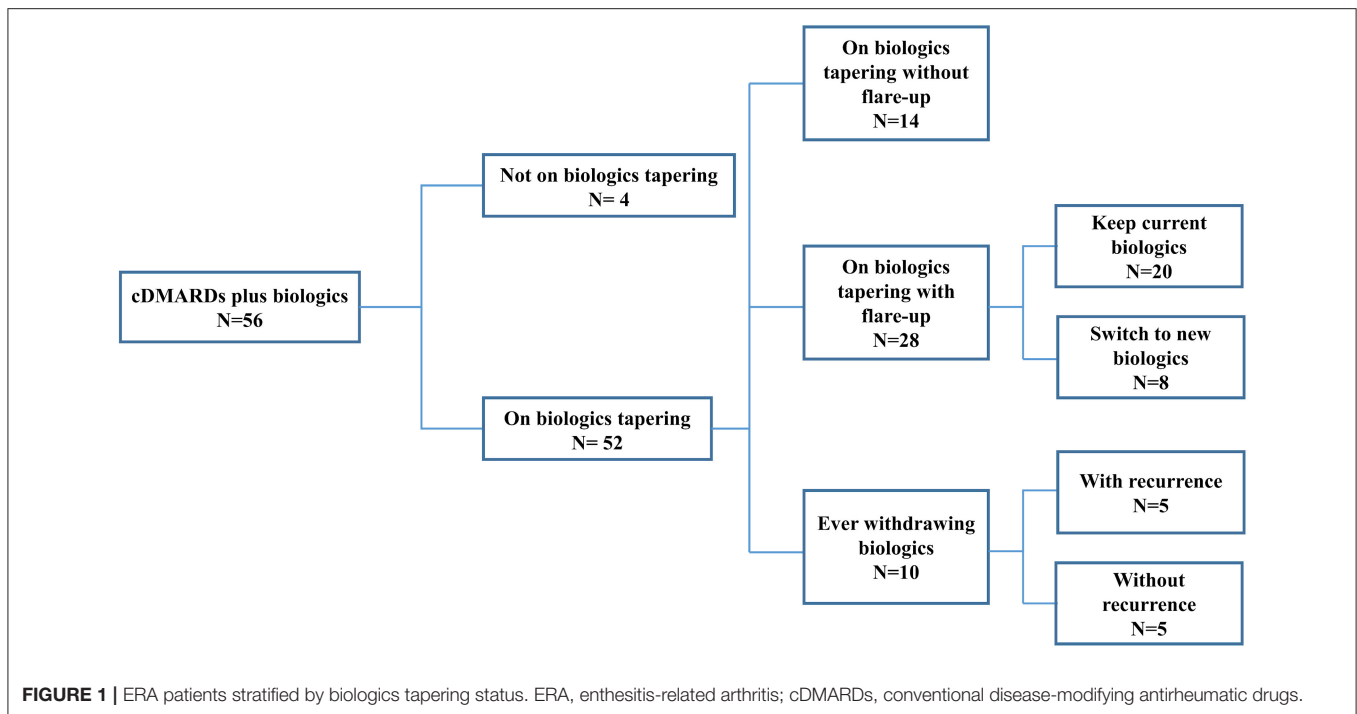 cDMARDs plus biologics
N=56
Not on biologics tapering
N= 4
On biologics tapering
N= 52
On biologics
tapering without
flare-up
N=14
On biologics
tapering with
flare-up
N=28
Ever withdrawing
biologics
N=10
Keep current
biologics
N=20
Switch to new
biologics
N=8
With recurrence
N=5
Without
recurrence
N=5
FIGURE 1 | ERA patients stratified by biologics tapering status. ERA, enthesitis-related arthritis; cDMARDs, conventional disease-modifying antirheumatic drugs.